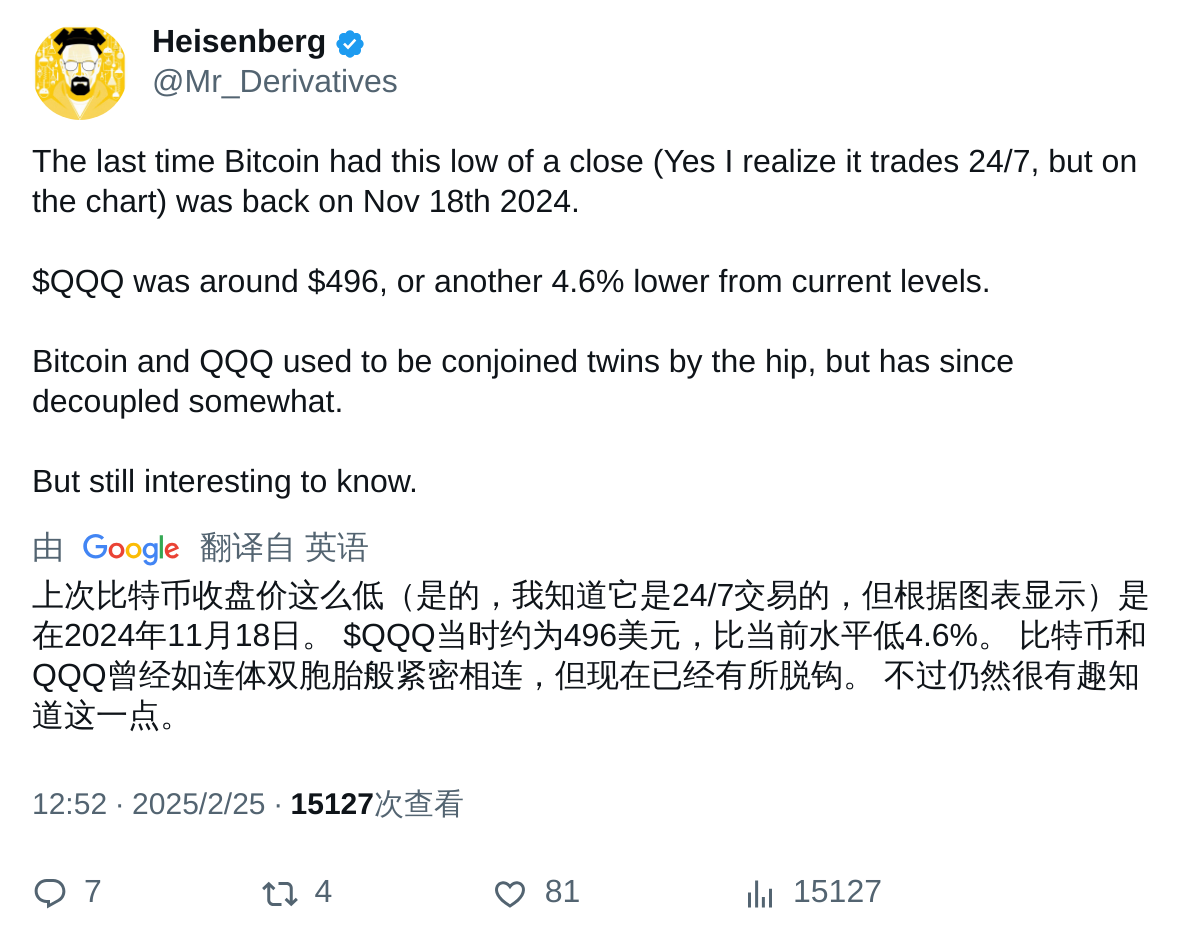 Heisenberg
@Mr_Derivatives
The last time Bitcoin had this low of a close (Yes I realize it trades 24/7, but on
the chart) was back on Nov 18th 2024.
$QQQ was around $496, or another 4.6% lower from current levels.
Bitcoin and QQQ used to be conjoined twins by the hip, but has since
decoupled somewhat.
But still interesting to know.
由 Google 翻译自 英语
上次比特币收盘价这么低（是的，我知道它是24/7交易的，但根据图表显示）是
在2024年11月18日。 $QQQ当时约为496美元，比当前水平低4.6%。 比特币和
QQQ曾经如连体双胞胎般紧密相连，但现在已经有所脱钩。 不过仍然很有趣知
道这一点。
12:52 · 2025/2/25 · 15127次查看
7 4 81 15127